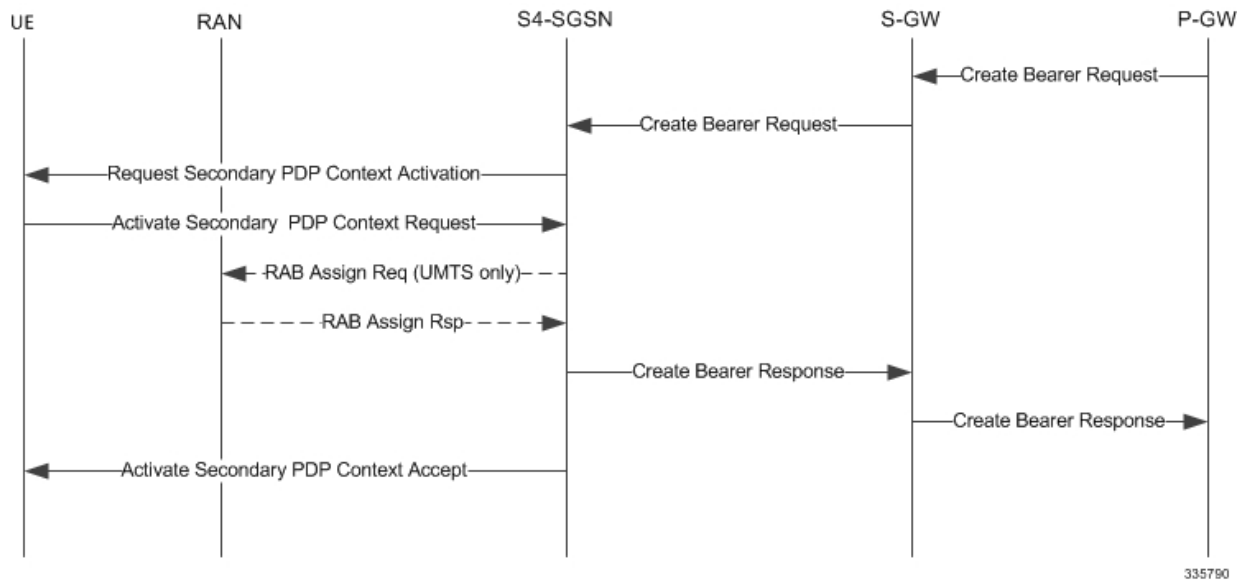 UE
RAN
S4-SGSN
S-GW
P-GW
Create Bearer Request
Create Bearer Request
Request Secondary PDP Context Activation
Activate Secondary PDP Context Request
RAB Assign Req (UMTS only)
RAB Assign Rsp
Create Bearer Response
Create Bearer Response
Activate Secondary PDP Context Accept
335790